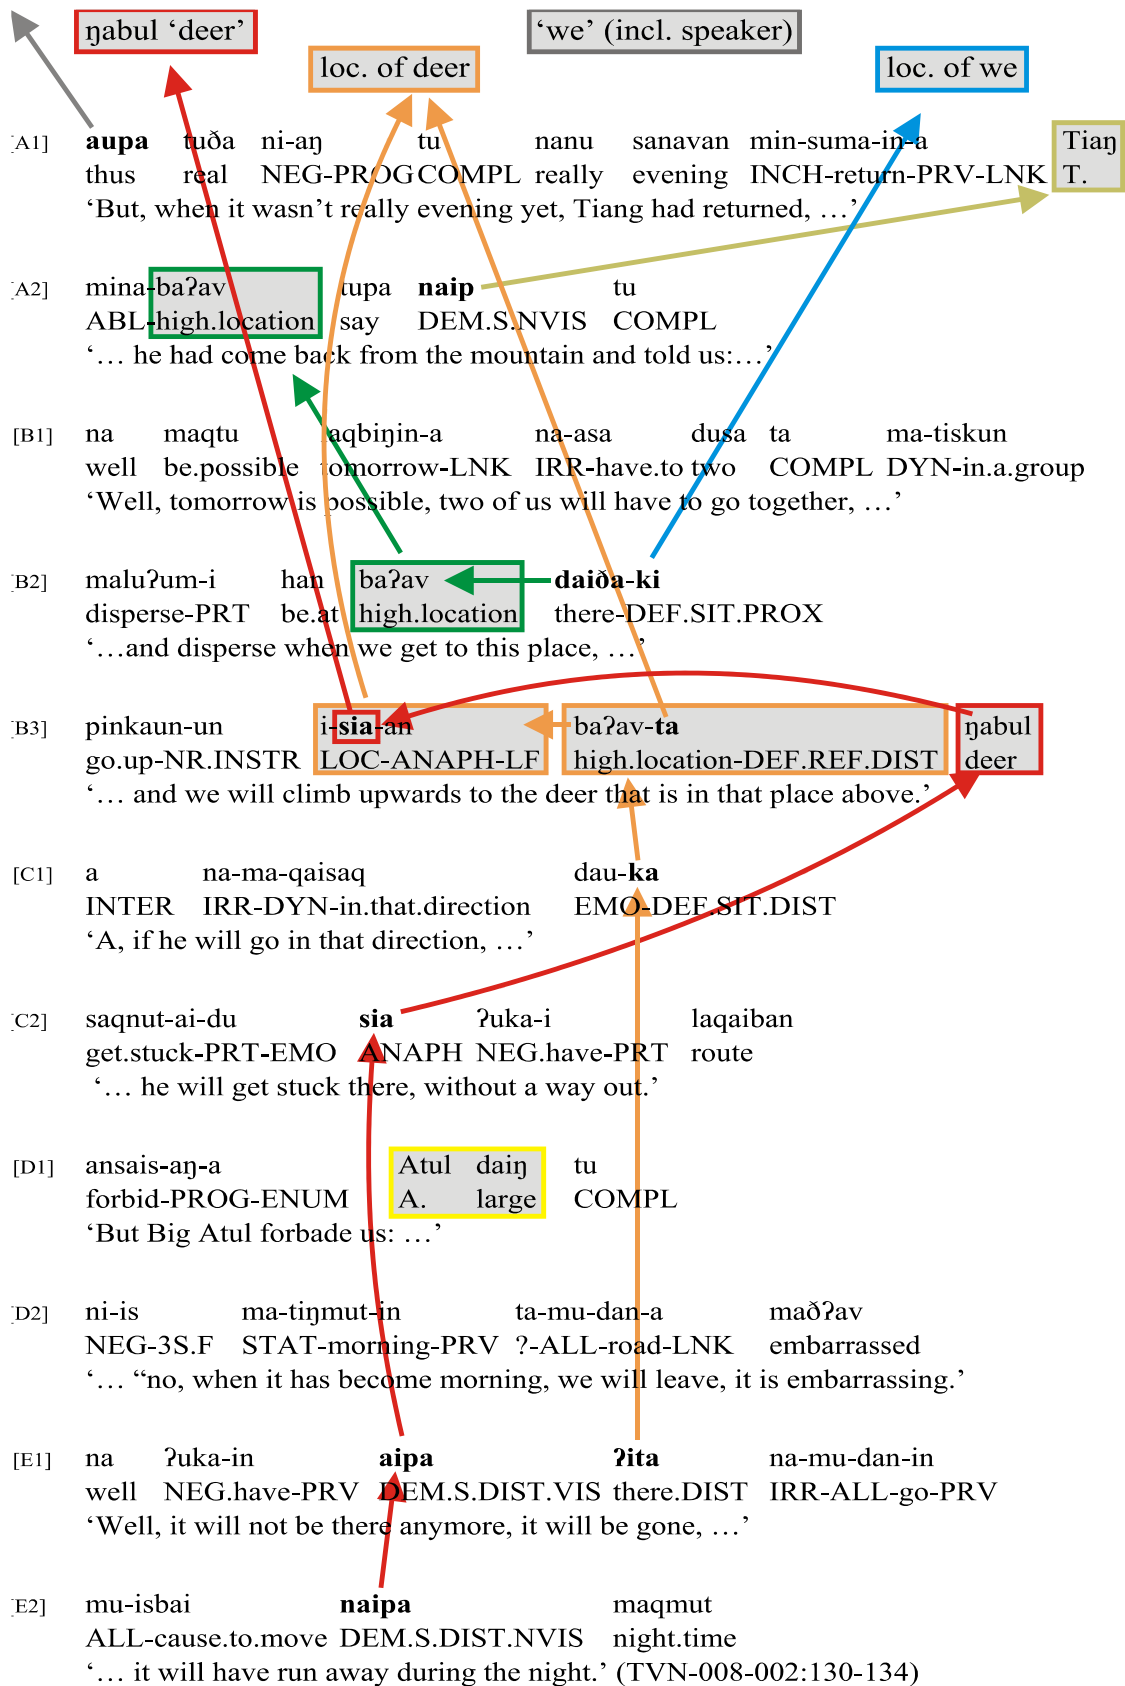 ŋabul ‘deer’ ‘we’ (incl. speaker)
loc. of deer loc. of we
[A1] aupa tuða ni-aŋ tu nanu sanavan min-suma-in-a Tiaŋ
thus real NEG-PROG COMPL really evening INCH-return-PRV-LNK T.
‘But, when it wasn’t really evening yet, Tiang had returned, …’
[A2] mina-baʔav tupa naip tu
ABL-high.location say DEM.S.NVIS COMPL
‘… he had come back from the mountain and told us:…’
[B1] na maqtu laqbiŋin-a na-asa dusa ta ma-tiskun
well be.possible tomorrow-LNK IRR-have.to two COMPL DYN-in.a.group
‘Well, tomorrow is possible, two of us will have to go together, …’
[B2] maluʔum-i han baʔav daiða-ki
disperse-PRT be.at high.location there-DEF.SIT.PROX
‘…and disperse when we get to this place, …’
[B3] pinkaun-un i-sia-an baʔav-ta ŋabul
go.up-NR.INSTR LOC-ANAPH-LF high.location-DEF.REF.DIST deer
‘… and we will climb upwards to the deer that is in that place above.’
[C1] a na-ma-qaisaq dau-ka
INTER IRR-DYN-in.that.direction EMO-DEF.SIT.DIST
‘A, if he will go in that direction, …’
[C2] saqnut-ai-du sia ʔuka-i laqaiban
get.stuck-PRT-EMO ANAPH NEG.have-PRT route
‘… he will get stuck there, without a way out.’
[D1] ansais-aŋ-a Atul daiŋ tu
forbid-PROG-ENUM A. large COMPL
‘But Big Atul forbade us: …’
[D2] ni-is ma-tiŋmut-in ta-mu-dan-a maðʔav
NEG-3S.F STAT-morning-PRV ?-ALL-road-LNK embarrassed
‘… “no, when it has become morning, we will leave, it is embarrassing.’
[E1] na ʔuka-in aipa ʔita na-mu-dan-in
well NEG.have-PRV DEM.S.DIST.VIS there.DIST IRR-ALL-go-PRV
‘Well, it will not be there anymore, it will be gone, …’
[E2] mu-isbai naipa maqmut
ALL-cause.to.move DEM.S.DIST.NVIS night.time
‘… it will have run away during the night.’ (TVN-008-002:130-134)